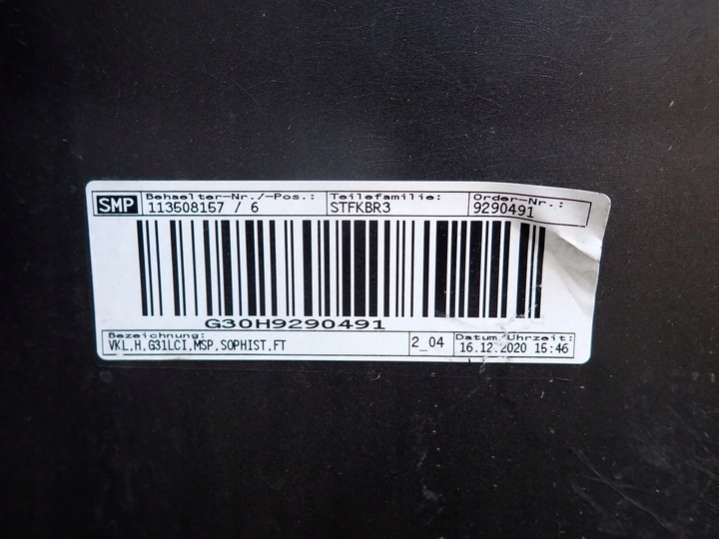 SMP
Behaelter-Nr./-Pos.: Teilefamilie: Order-Nr.:
113508157 / 6 STFKBR3 9290491
G30H9290491
Bezeichnung: Datum/Uhrzeit:
VKL,H,G31LCI,MSP,SOPHIST,FT 2_04 16.12.2020 15:46